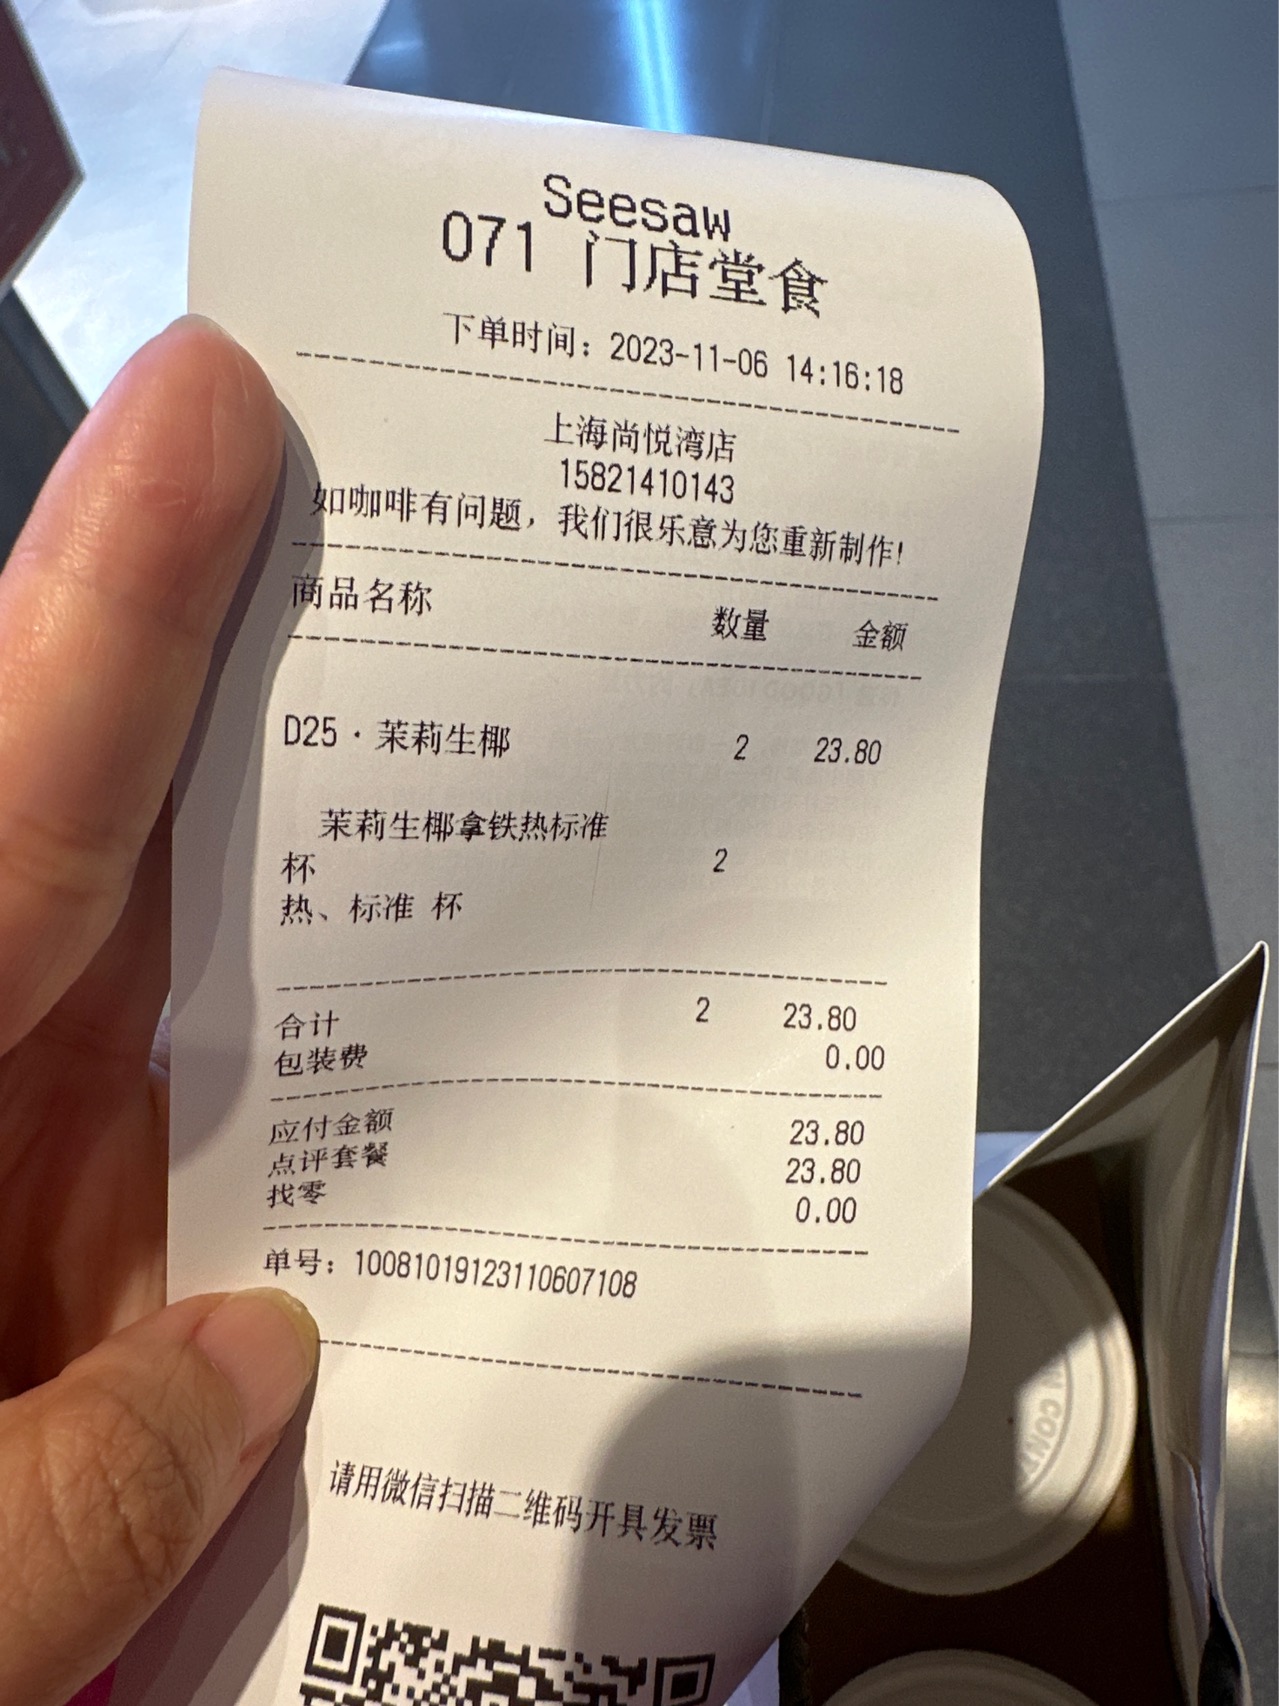 Seesaw
071 门店堂食
下单时间：2023-11-06 14:16:18
上海尚悦湾店
15821410143
如咖啡有问题，我们很乐意为您重新制作!
商品名称 数量 金额
D25·茉莉生椰 2 23.80
茉莉生椰拿铁热标准
杯 2
热、标准 杯
合计 2 23.80
包装费 0.00
应付金额 23.80
点评套餐 23.80
找零 0.00
单号：10081019123110607108
请用微信扫描二维码开具发票